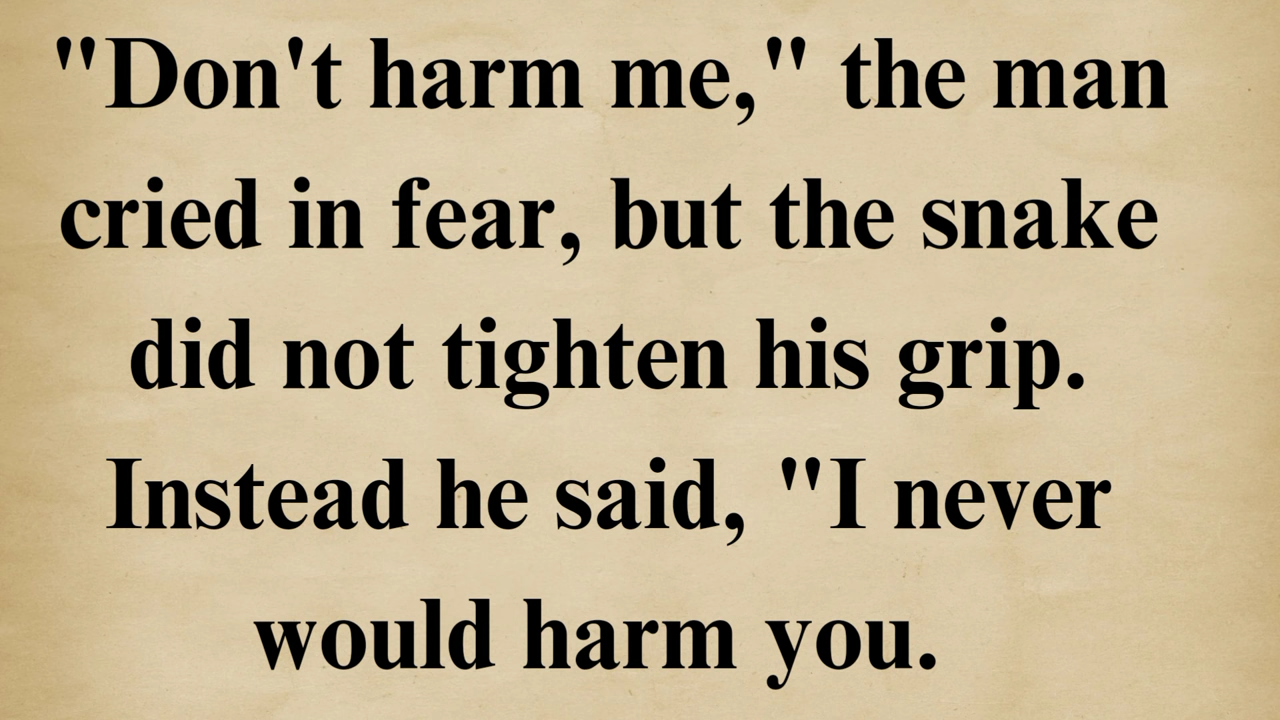 "Don't harm me," the man
cried in fear, but the snake
did not tighten his grip.
Instead he said, "I never
would harm you.